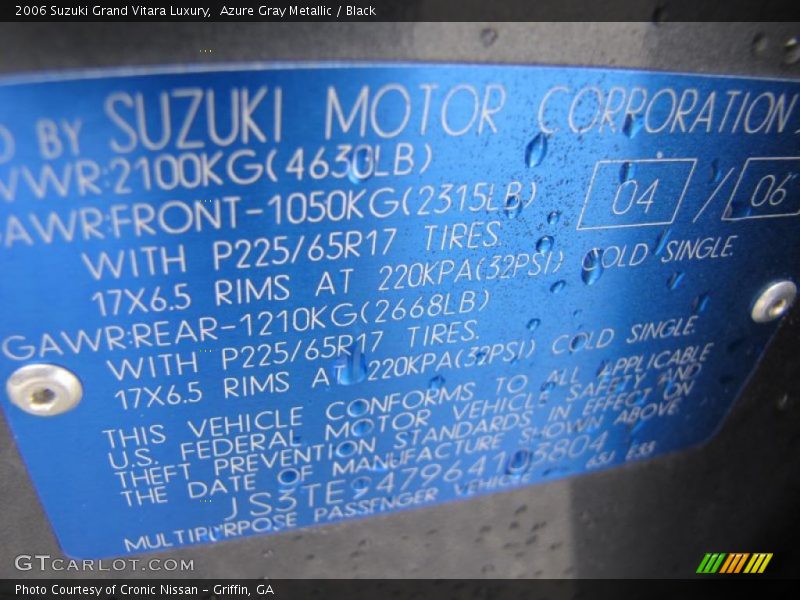 2006 Suzuki Grand Vitara Luxury,  Azure Gray Metallic / Black
D BY SUZUKI MOTOR CORPORATION
VWR:2100KG(4630LB)
04 / 06
AWR:FRONT-1050KG(2315LB)
WITH P225/65R17 TIRES.
17X6.5 RIMS AT 220KPA(32PSI) COLD SINGLE.
GAWR:REAR-1210KG(2668LB)
WITH P225/65R17 TIRES.
17X6.5 RIMS AT 220KPA(32PSI) COLD SINGLE.
THIS VEHICLE CONFORMS TO ALL APPLICABLE
U.S. FEDERAL MOTOR VEHICLE SAFETY AND
THEFT PREVENTION STANDARDS IN EFFECT ON
THE DATE OF MANUFACTURE SHOWN ABOVE.
MULTIPURPOSE PASSENGER VEHICLE
GTCARLOT.COM
Photo Courtesy of Cronic Nissan – Griffin, GA